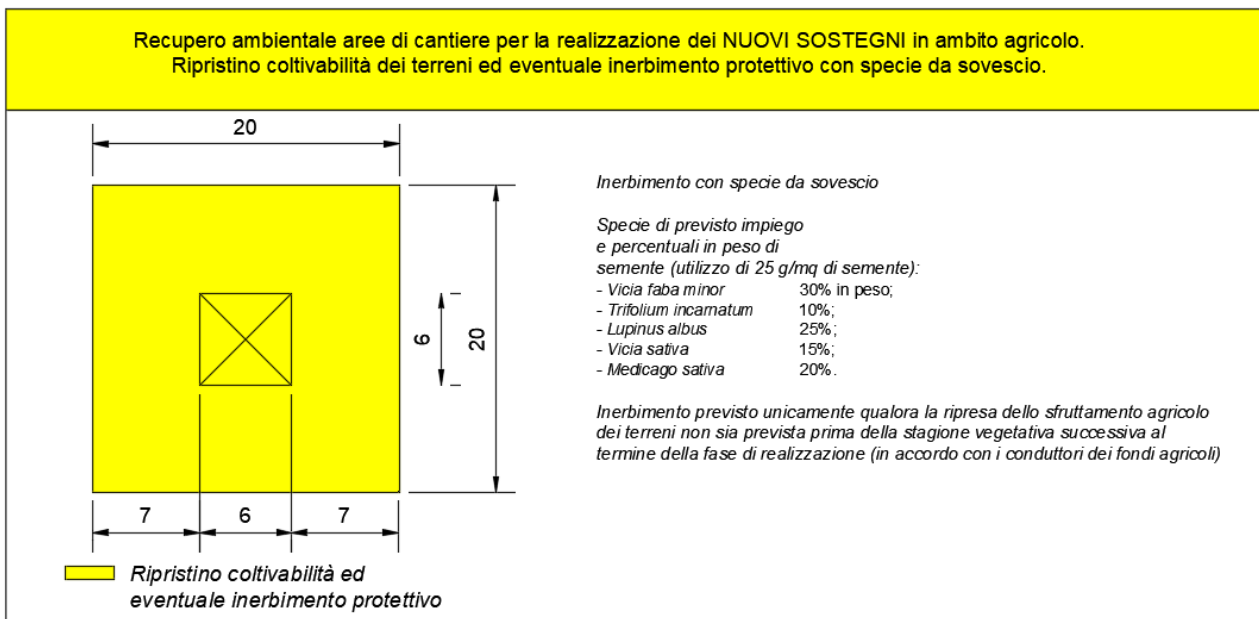 Recupero ambientale aree di cantiere per la realizzazione dei NUOVI SOSTEGNI in ambito agricolo.
Ripristino coltivabilità dei terreni ed eventuale inerbimento protettivo con specie da sovescio.
20
Inerbimento con specie da sovescio
Specie di previsto impiego
e percentuali in peso di
semente (utilizzo di 25 g/mq di semente):
- Vicia faba minor 30% in peso;
- Trifolium incarnatum 10%;
- Lupinus albus 25%;
- Vicia sativa 15%;
- Medicago sativa 20%.
6
20
Inerbimento previsto unicamente qualora la ripresa dello sfruttamento agricolo
dei terreni non sia prevista prima della stagione vegetativa successiva al
termine della fase di realizzazione (in accordo con i conduttori dei fondi agricoli)
7 6 7
Ripristino coltivabilità ed
eventuale inerbimento protettivo